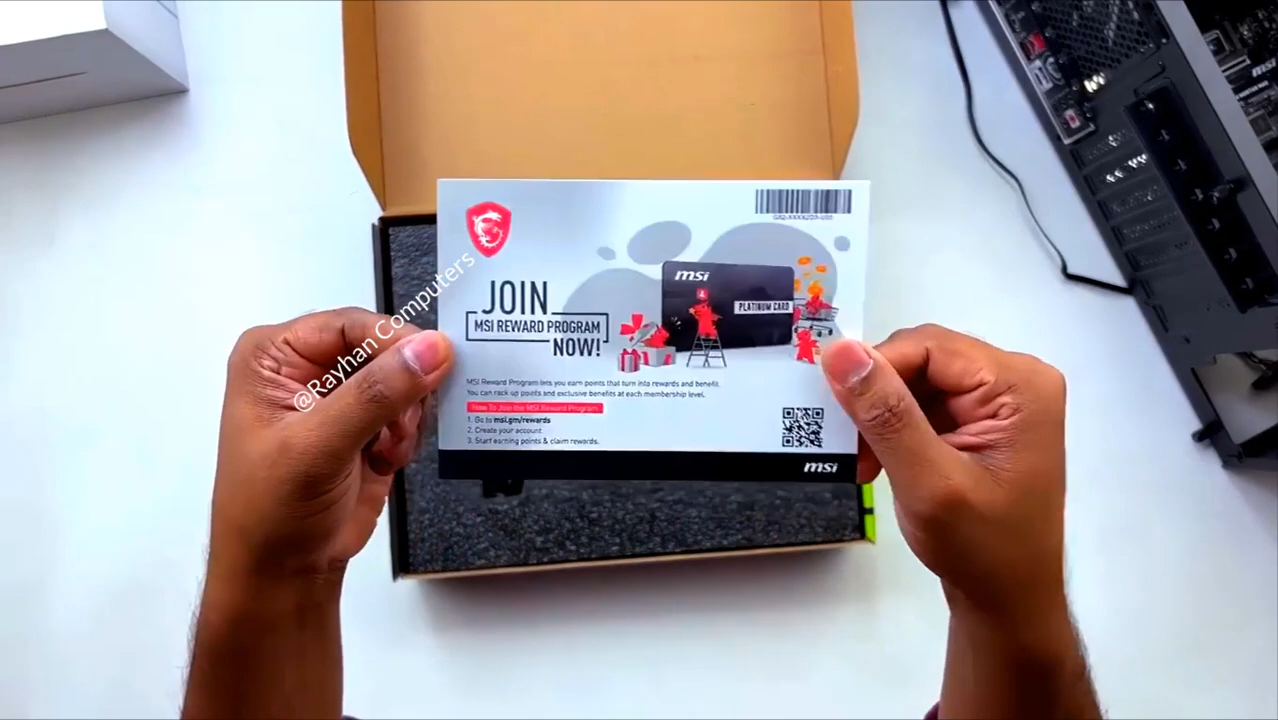 JOIN
MSI REWARD PROGRAM
NOW!
msi
PLATINUM CARD
MSI Reward Program lets you earn points that turn into rewards and benefit.
You can rack up points and exclusive benefits at each membership level.
How To Join the MSI Reward Program.
1. Go to msi.gm/rewards
2. Create your account
3. Start earning points & claim rewards.
msi
@Rayhan Computers
msi